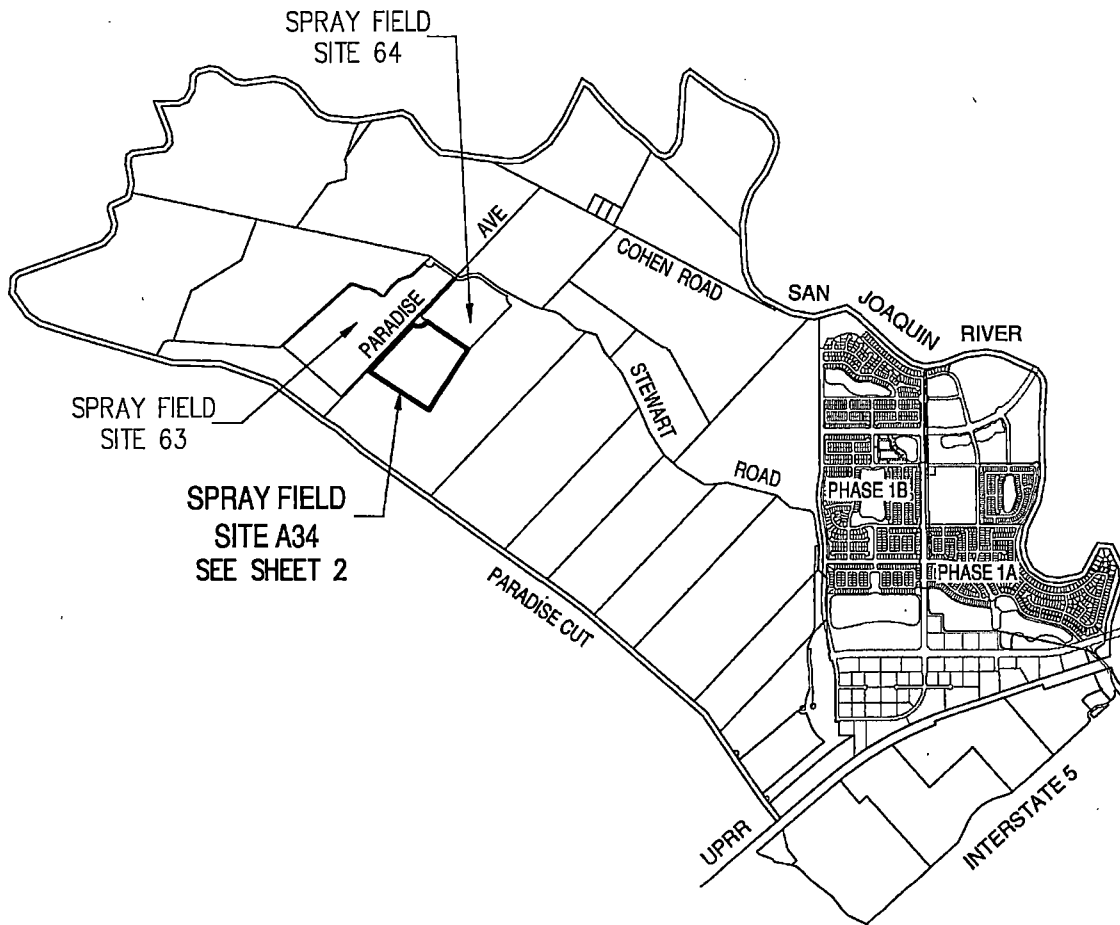 SPRAY FIELD
SITE 64
AVE
COHEN ROAD
SAN JOAQUIN RIVER
PARADISE
SPRAY FIELD
SITE 63
STEWART ROAD
SPRAY FIELD
SITE A34
SEE SHEET 2
PHASE 1B
PHASE 1A
PARADISE CUT
UPRR
INTERSTATE 5